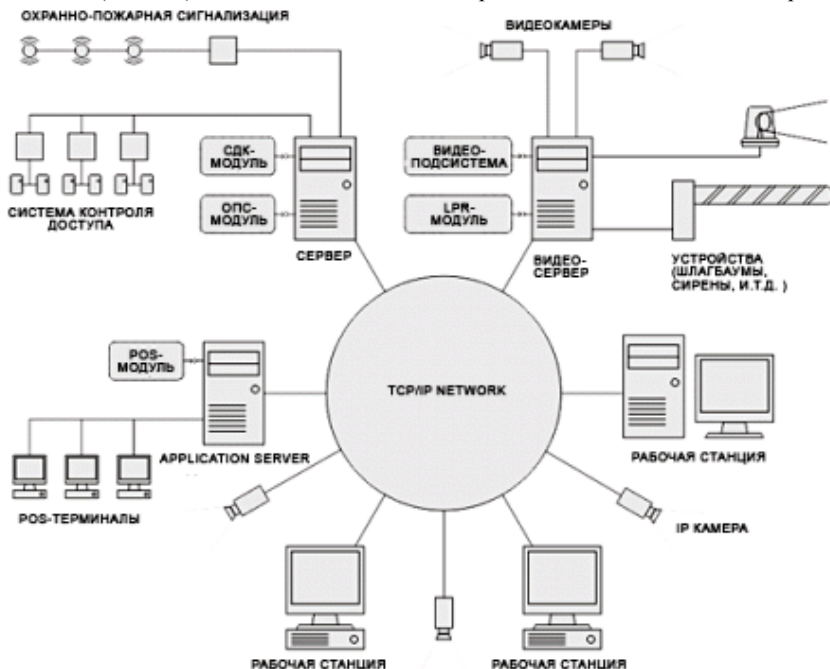 ОХРАННО-ПОЖАРНАЯ СИГНАЛИЗАЦИЯ
ВИДЕОКАМЕРЫ
СДК-
МОДУЛЬ
ОПС-
МОДУЛЬ
СЕРВЕР
СИСТЕМА КОНТРОЛЯ
ДОСТУПА
ВИДЕО-
ПОДСИСТЕМА
LPR-
МОДУЛЬ
ВИДЕО-
СЕРВЕР
УСТРОЙСТВА
(ШЛАГБАУМЫ,
СИРЕНЫ, И.Т.Д. )
POS-
МОДУЛЬ
TCP/IP NETWORK
APPLICATION SERVER
РАБОЧАЯ СТАНЦИЯ
POS-ТЕРМИНАЛЫ
IP КАМЕРА
РАБОЧАЯ СТАНЦИЯ
РАБОЧАЯ СТАНЦИЯ